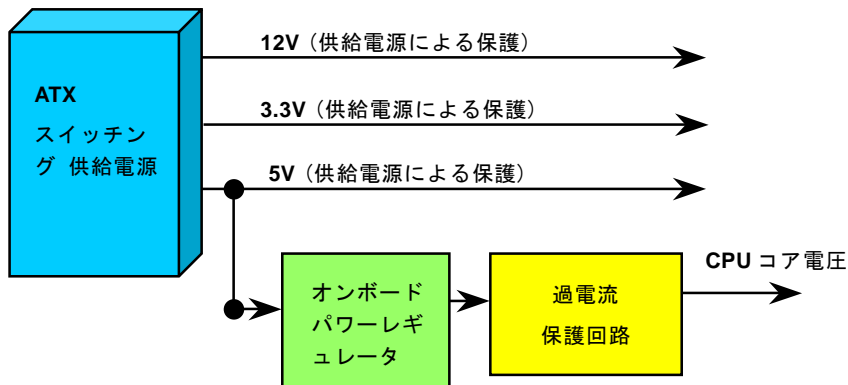 12V（供給電源による保護）
ATX
スイッチン
グ 供給電源
3.3V（供給電源による保護）
5V（供給電源による保護）
CPU コア電圧
オンボード
パワーレギ
ュレータ
過電流
保護回路